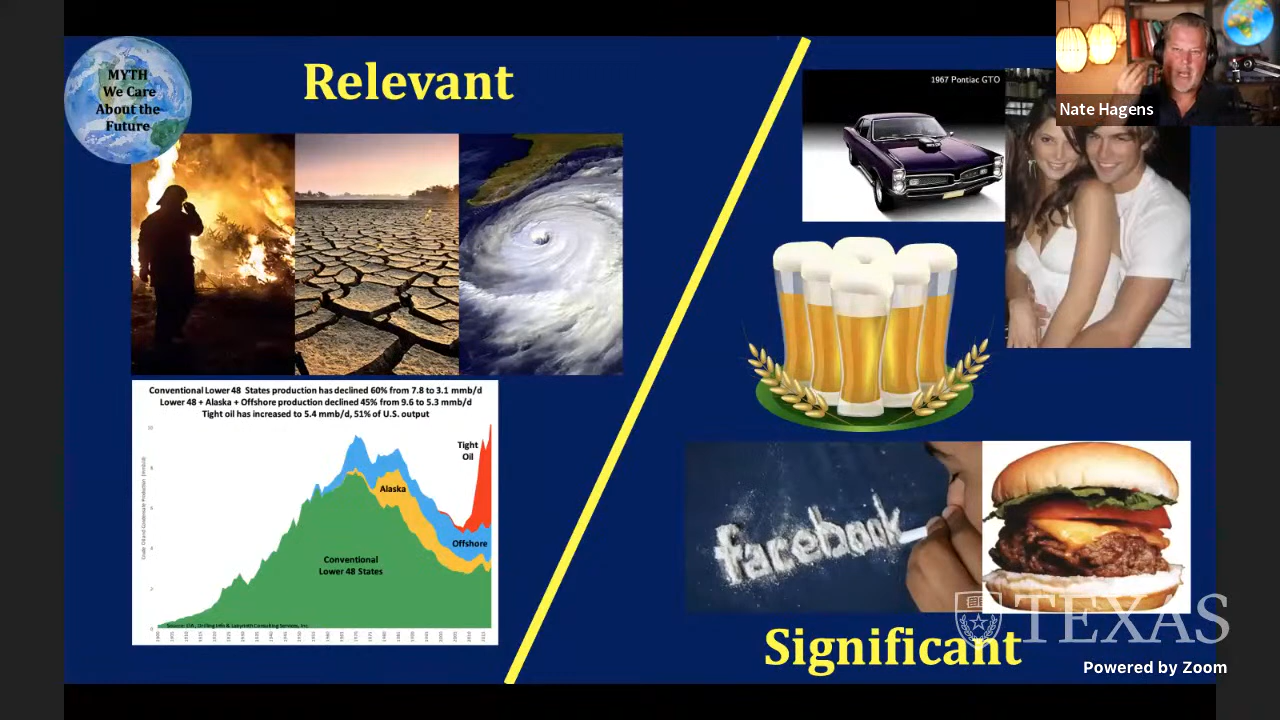 MYTH
We Care
About the
Future
Relevant
1967 Pontiac GTO
Nate Hagens
Conventional Lower 48 States production has declined 60% from 7.8 to 3.1 mmb/d
Lower 48 + Alaska + Offshore production declined 45% from 9.6 to 5.3 mmb/d
Tight oil has increased to 5.4 mmb/d, 51% of U.S. output
Tight
Oil
Alaska
Offshore
Conventional
Lower 48 States
facebook
TEXAS
Significant
Powered by Zoom